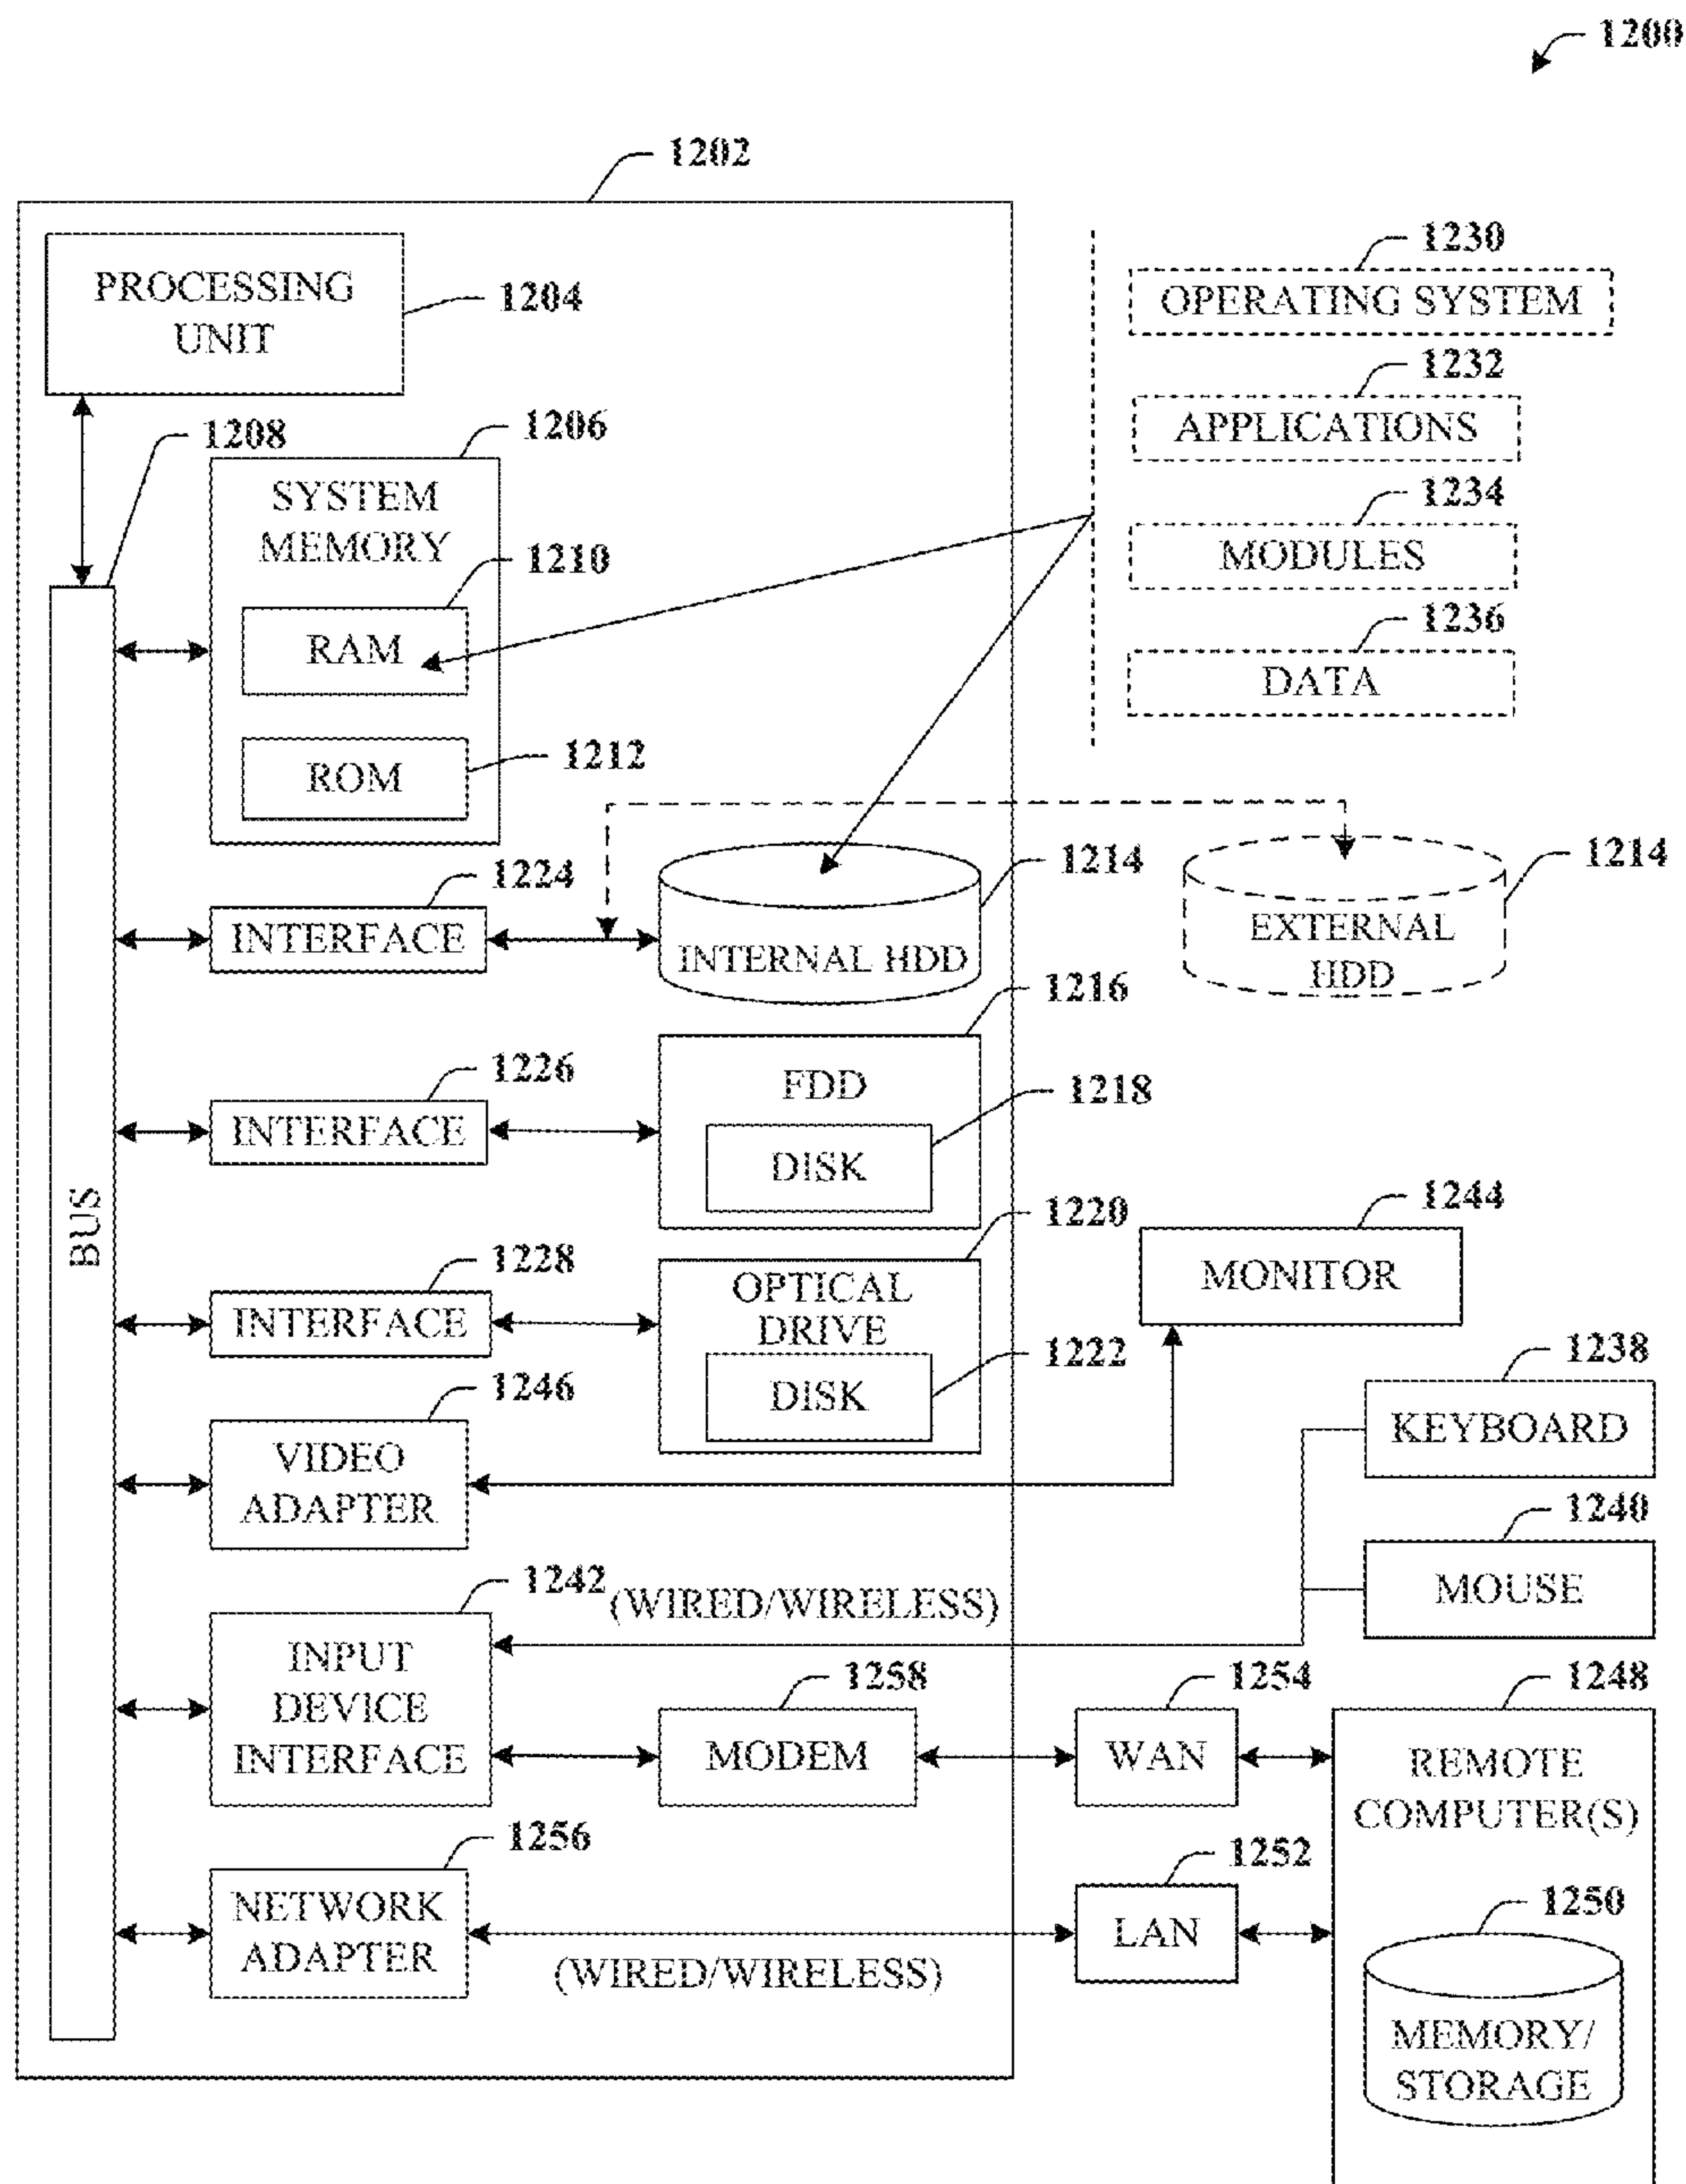 1200
1202
PROCESSING
UNIT
1204
1230
OPERATING SYSTEM
1232
APPLICATIONS
1234
MODULES
1236
DATA
1208
1206
SYSTEM
MEMORY
1210
RAM
1212
ROM
1224
INTERFACE
1214
INTERNAL HDD
1214
EXTERNAL
HDD
1226
INTERFACE
1216
FDD
1218
DISK
BUS
1228
INTERFACE
1220
OPTICAL
DRIVE
1222
DISK
1244
MONITOR
1246
VIDEO
ADAPTER
1238
KEYBOARD
1240
MOUSE
1242
(WIRED/WIRELESS)
INPUT
DEVICE
INTERFACE
1258
MODEM
1254
WAN
1248
REMOTE
COMPUTER(S)
1256
NETWORK
ADAPTER
(WIRED/WIRELESS)
1252
LAN
1250
MEMORY/
STORAGE